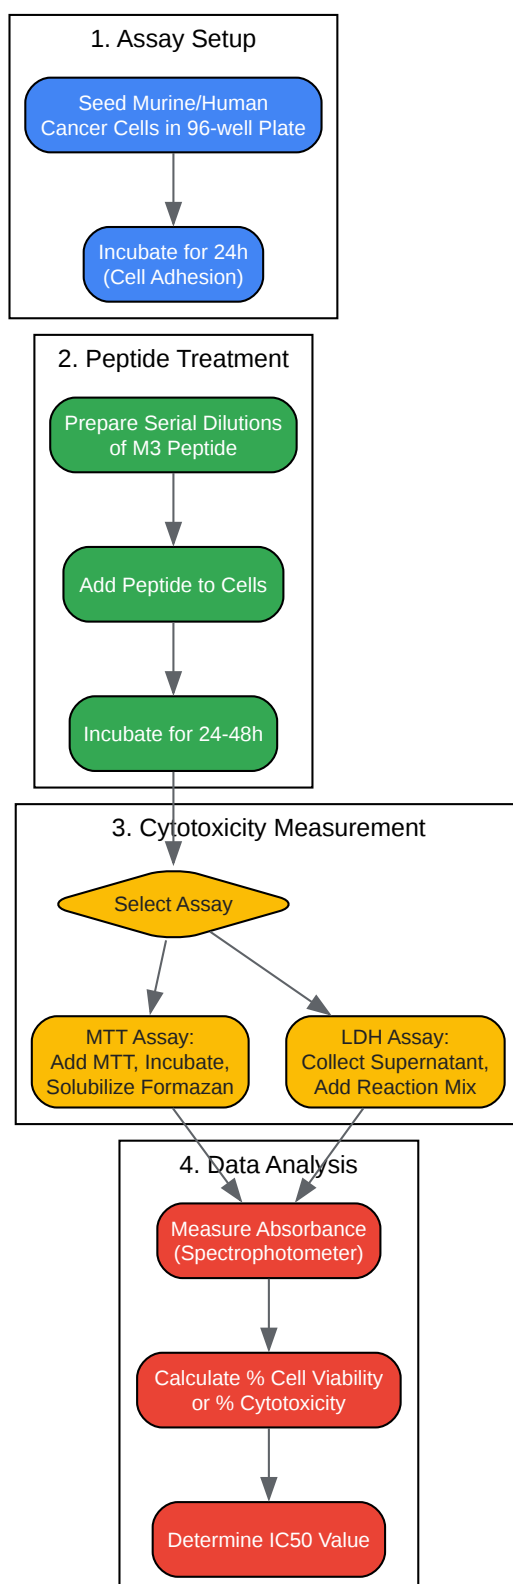 1. Assay Setup
Seed Murine/Human
Cancer Cells in 96-well Plate
Incubate for 24h
(Cell Adhesion)
2. Peptide Treatment
Prepare Serial Dilutions
of M3 Peptide
Add Peptide to Cells
Incubate for 24-48h
3. Cytotoxicity Measurement
Select Assay
MTT Assay:
Add MTT, Incubate,
Solubilize Formazan
LDH Assay:
Collect Supernatant,
Add Reaction Mix
4. Data Analysis
Measure Absorbance
(Spectrophotometer)
Calculate % Cell Viability
or % Cytotoxicity
Determine IC50 Value